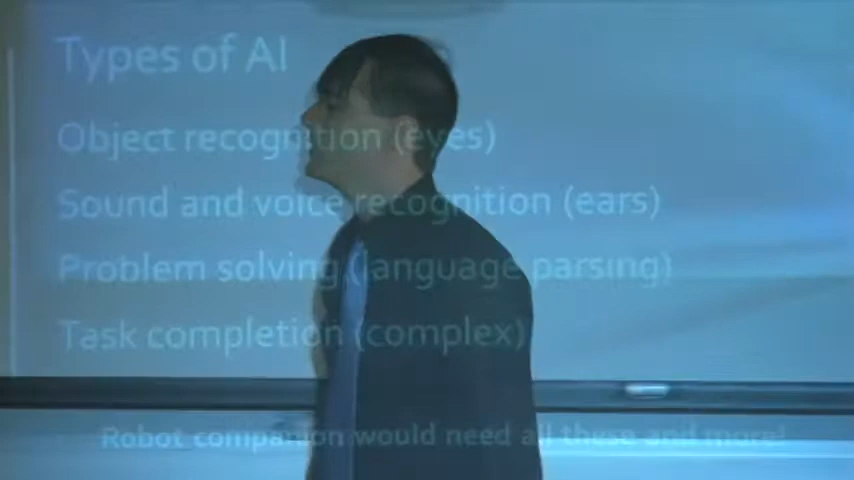 Types of AI
Object recognition (eyes)
Sound and voice recognition (ears)
Problem solving (language parsing)
Task completion (complex)
Robot companion would need all these and more!